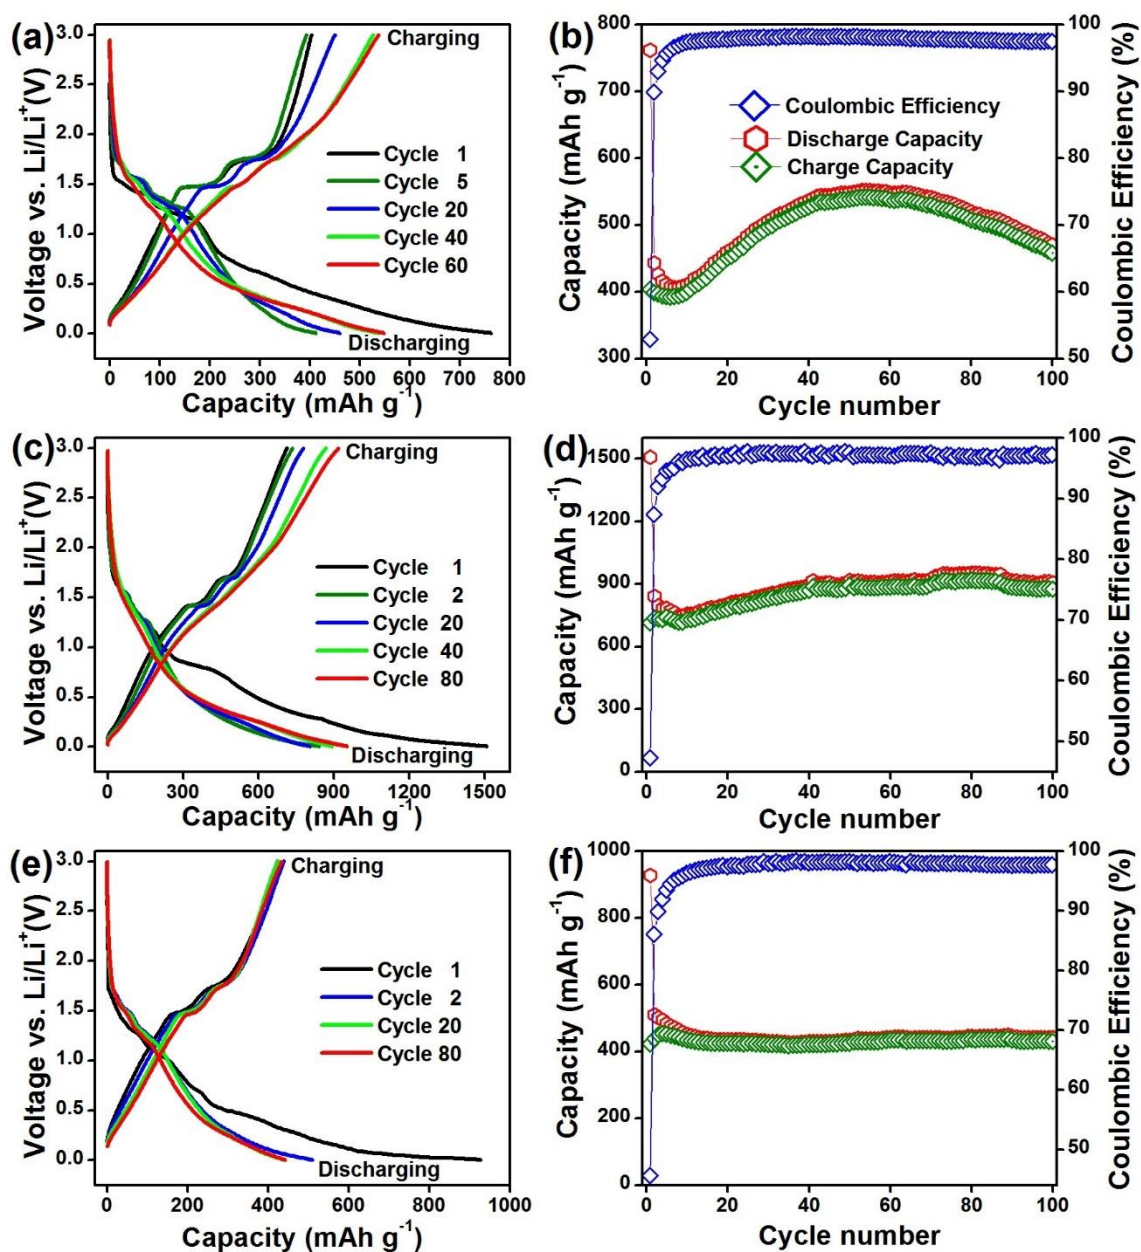 (a)
Voltage vs. Li/Li⁺(V)
3.0
2.5
2.0
1.5
1.0
0.5
0.0
Charging
Cycle 1
Cycle 5
Cycle 20
Cycle 40
Cycle 60
Discharging
0 100 200 300 400 500 600 700 800
Capacity (mAh g⁻¹)
(b)
Capacity (mAh g⁻¹)
800
700
600
500
400
300
Coulombic Efficiency
Discharge Capacity
Charge Capacity
100
90
80
70
60
50
Coulombic Efficiency (%)
0 20 40 60 80 100
Cycle number
(c)
Voltage vs. Li/Li⁺(V)
3.0
2.5
2.0
1.5
1.0
0.5
0.0
Charging
Cycle 1
Cycle 2
Cycle 20
Cycle 40
Cycle 80
Discharging
0 300 600 900 1200 1500
Capacity (mAh g⁻¹)
(d)
Capacity (mAh g⁻¹)
1500
1200
900
600
300
0
100
90
80
70
60
50
Coulombic Efficiency (%)
0 20 40 60 80 100
Cycle number
(e)
Voltage vs. Li/Li⁺(V)
3.0
2.5
2.0
1.5
1.0
0.5
0.0
Charging
Cycle 1
Cycle 2
Cycle 20
Cycle 80
Discharging
0 200 400 600 800 1000
Capacity (mAh g⁻¹)
(f)
Capacity (mAh g⁻¹)
1000
800
600
400
200
0
100
90
80
70
60
50
Coulombic Efficiency (%)
0 20 40 60 80 100
Cycle number